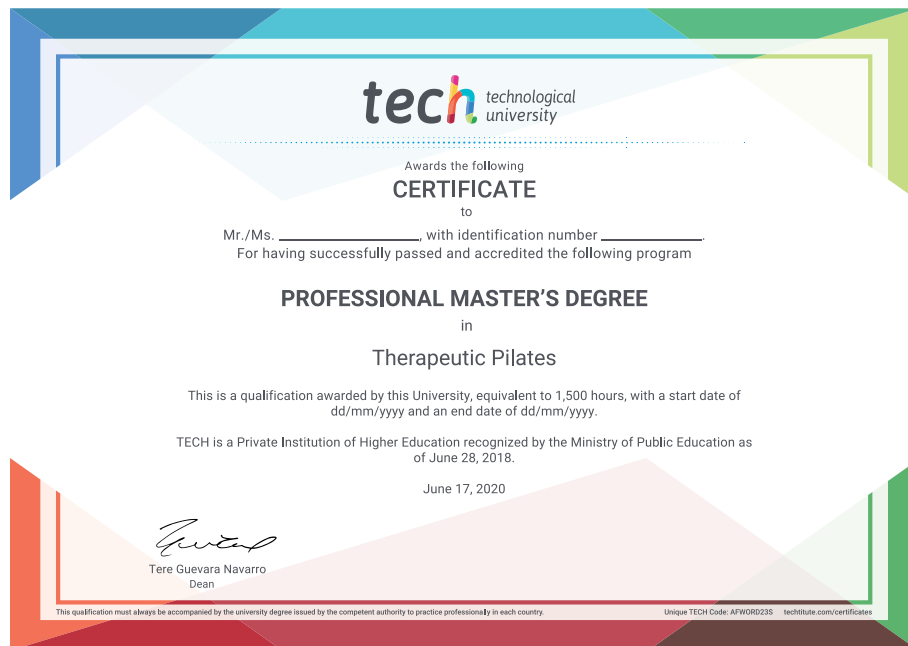 tech technological
university
Awards the following
CERTIFICATE
to
Mr./Ms. __________________, with identification number _____________.
For having successfully passed and accredited the following program
PROFESSIONAL MASTER'S DEGREE
in
Therapeutic Pilates
This is a qualification awarded by this University, equivalent to 1,500 hours, with a start date of
dd/mm/yyyy and an end date of dd/mm/yyyy.
TECH is a Private Institution of Higher Education recognized by the Ministry of Public Education as
of June 28, 2018.
June 17, 2020
Tere Guevara Navarro
Dean
This qualification must always be accompanied by the university degree issued by the competent authority to practice professionally in each country.
Unique TECH Code: AFWORD23S techtitute.com/certificates